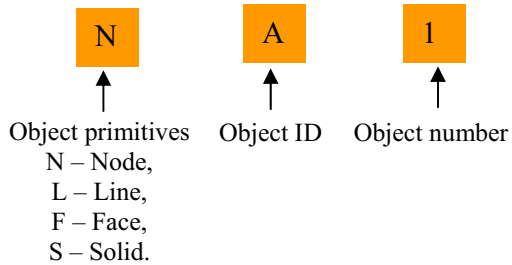 N A 1
Object primitives Object ID Object number
N – Node,
L – Line,
F – Face,
S – Solid.